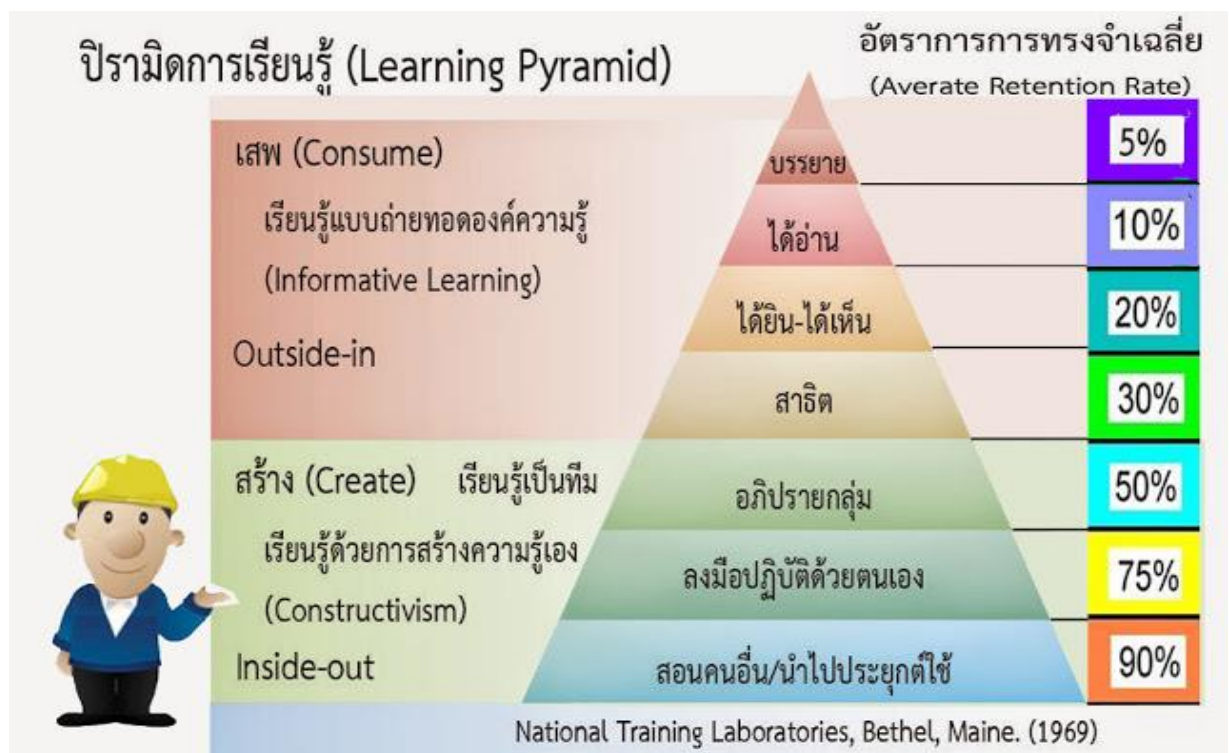 ปิรามิดการเรียนรู้ (Learning Pyramid)
อัตราการการทรงจำเฉลี่ย
(Averate Retention Rate)
เสพ (Consume)
เรียนรู้แบบถ่ายทอดองค์ความรู้
(Informative Learning)
Outside-in
สร้าง (Create) เรียนรู้เป็นทีม
เรียนรู้ด้วยการสร้างความรู้เอง
(Constructivism)
Inside-out
บรรยาย 5%
ได้อ่าน 10%
ได้ยิน-ได้เห็น 20%
สาธิต 30%
อภิปรายกลุ่ม 50%
ลงมือปฏิบัติด้วยตนเอง 75%
สอนคนอื่น/นำไปประยุกต์ใช้ 90%
National Training Laboratories, Bethel, Maine. (1969)